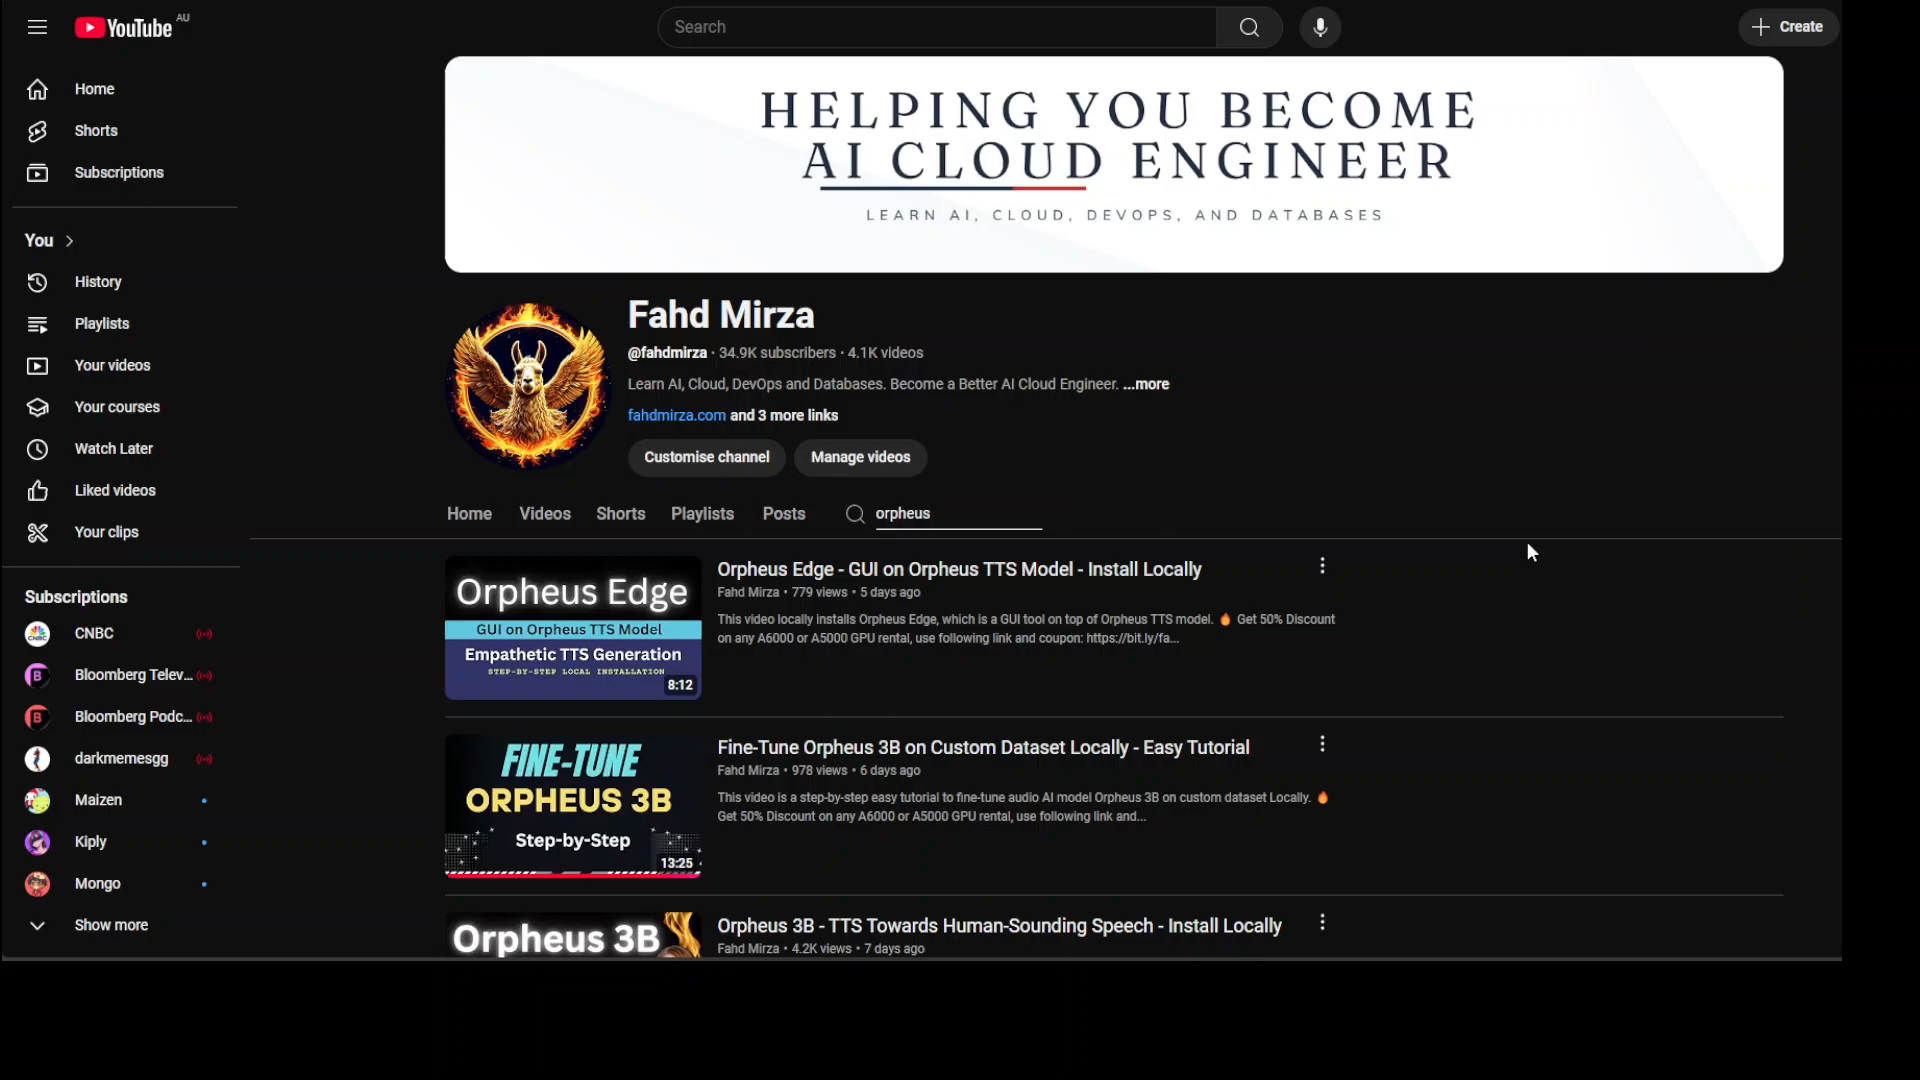 YouTube AU
Search
Create
Home
Shorts
Subscriptions
You
History
Playlists
Your videos
Your courses
Watch Later
Liked videos
Your clips
Subscriptions
CNBC
Bloomberg Telev...
Bloomberg Podc...
darkmemesgg
Maizen
Kiply
Mongo
Show more
HELPING YOU BECOME
AI CLOUD ENGINEER
LEARN AI, CLOUD, DEVOPS, AND DATABASES
Fahd Mirza
@fahdmirza · 34.9K subscribers · 4.1K videos
Learn AI, Cloud, DevOps and Databases. Become a Better AI Cloud Engineer. ...more
fahdmirza.com and 3 more links
Customise channel Manage videos
Home Videos Shorts Playlists Posts orpheus
Orpheus Edge
GUI on Orpheus TTS Model
Empathetic TTS Generation
STEP-BY-STEP LOCAL INSTALLATION
8:12
Orpheus Edge - GUI on Orpheus TTS Model - Install Locally
Fahd Mirza • 779 views • 5 days ago
This video locally installs Orpheus Edge, which is a GUI tool on top of Orpheus TTS model. 🔥 Get 50% Discount
on any A6000 or A5000 GPU rental, use following link and coupon: https://bit.ly/fa...
FINE-TUNE
ORPHEUS 3B
Step-by-Step
13:25
Fine-Tune Orpheus 3B on Custom Dataset Locally - Easy Tutorial
Fahd Mirza • 978 views • 6 days ago
This video is a step-by-step easy tutorial to fine-tune audio AI model Orpheus 3B on custom dataset Locally. 🔥
Get 50% Discount on any A6000 or A5000 GPU rental, use following link and...
Orpheus 3B
Orpheus 3B - TTS Towards Human-Sounding Speech - Install Locally
Fahd Mirza • 4.2K views • 7 days ago